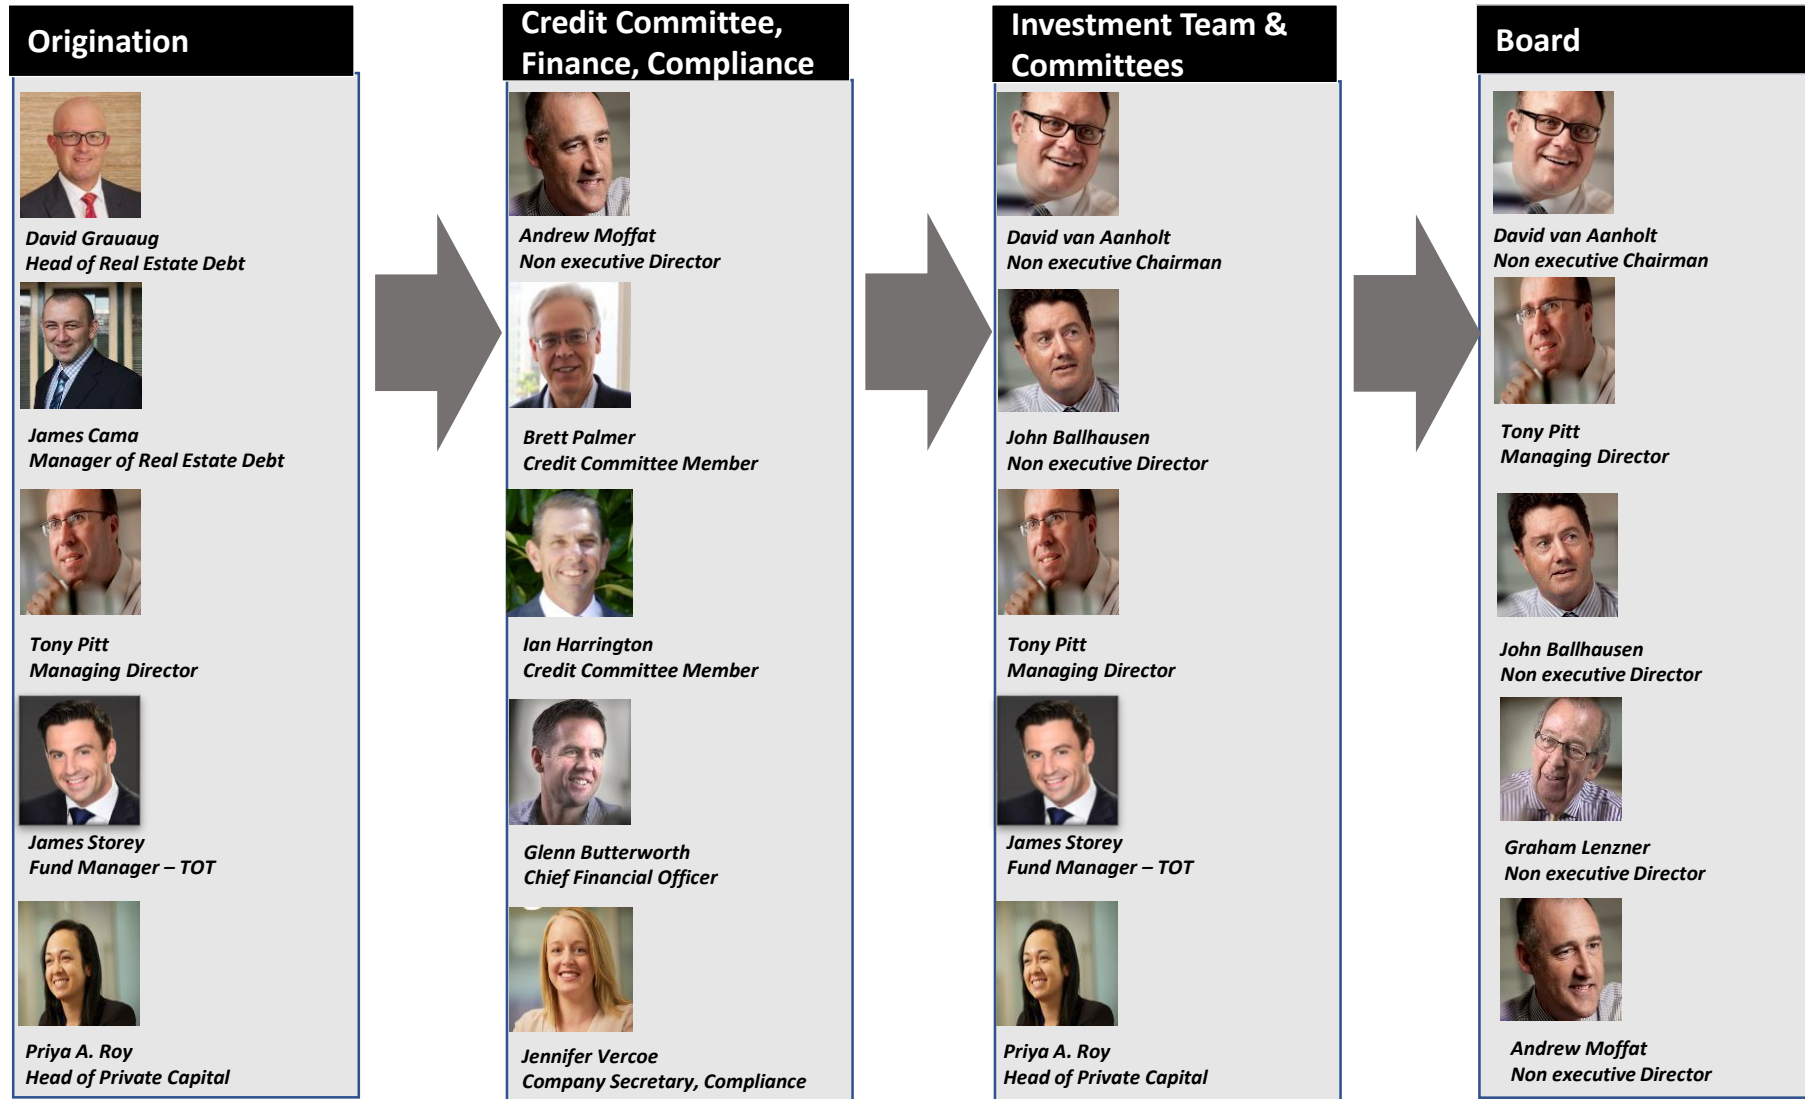 Origination
David Grauaug
Head of Real Estate Debt
James Cama
Manager of Real Estate Debt
Tony Pitt
Managing Director
James Storey
Fund Manager – TOT
Priya A. Roy
Head of Private Capital
Credit Committee,
Finance, Compliance
Andrew Moffat
Non executive Director
Brett Palmer
Credit Committee Member
Ian Harrington
Credit Committee Member
Glenn Butterworth
Chief Financial Officer
Jennifer Vercoe
Company Secretary, Compliance
Investment Team &
Committees
David van Aanholt
Non executive Chairman
John Ballhausen
Non executive Director
Tony Pitt
Managing Director
James Storey
Fund Manager – TOT
Priya A. Roy
Head of Private Capital
Board
David van Aanholt
Non executive Chairman
Tony Pitt
Managing Director
John Ballhausen
Non executive Director
Graham Lenzner
Non executive Director
Andrew Moffat
Non executive Director